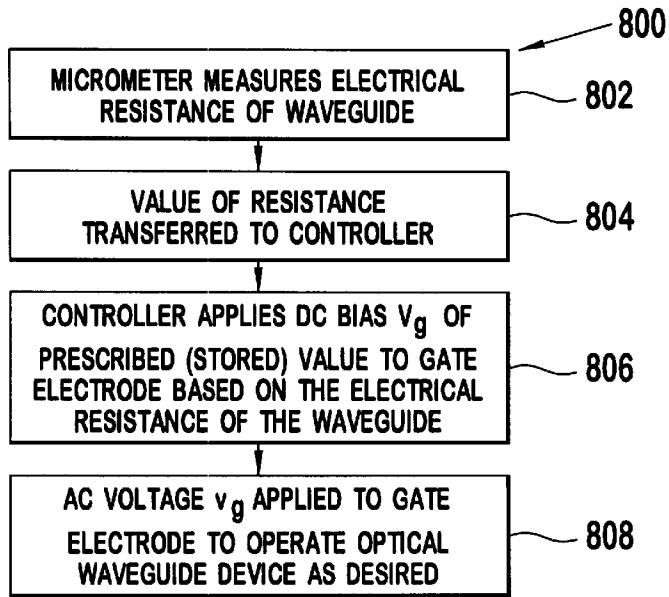 800
MICROMETER MEASURES ELECTRICAL
RESISTANCE OF WAVEGUIDE
802
VALUE OF RESISTANCE
TRANSFERRED TO CONTROLLER
804
CONTROLLER APPLIES DC BIAS Vg OF
PRESCRIBED (STORED) VALUE TO GATE
ELECTRODE BASED ON THE ELECTRICAL
RESISTANCE OF THE WAVEGUIDE
806
AC VOLTAGE vg APPLIED TO GATE
ELECTRODE TO OPERATE OPTICAL
WAVEGUIDE DEVICE AS DESIRED
808